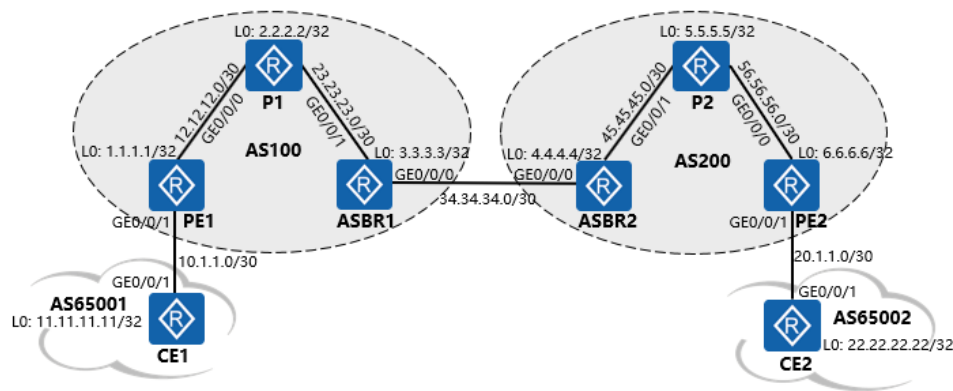 L0: 2.2.2.2/32
R
P1
12.12.12.0/30
GE0/0/0
23.23.23.0/30
GE0/0/1
AS100
L0: 1.1.1.1/32
R
PE1
GE0/0/1
L0: 3.3.3.3/32
R
GE0/0/0
ASBR1
34.34.34.0/30
L0: 5.5.5.5/32
R
P2
45.45.45.0/30
GE0/0/1
56.56.56.0/30
GE0/0/0
AS200
L0: 4.4.4.4/32
GE0/0/0
R
ASBR2
L0: 6.6.6.6/32
R
PE2
GE0/0/1
10.1.1.0/30
GE0/0/1
AS65001
L0: 11.11.11.11/32
R
CE1
20.1.1.0/30
GE0/0/1
R
AS65002
CE2
L0: 22.22.22.22/32